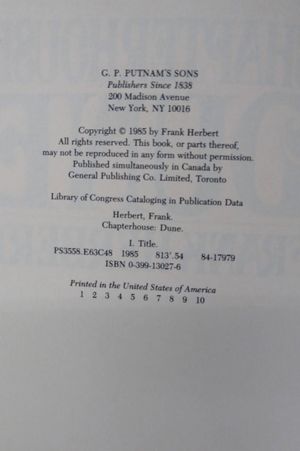 G. P. PUTNAM'S SONS
Publishers Since 1838
200 Madison Avenue
New York, NY 10016
Copyright © 1985 by Frank Herbert
All rights reserved. This book, or parts thereof,
may not be reproduced in any form without permission.
Published simultaneously in Canada by
General Publishing Co. Limited, Toronto
Library of Congress Cataloging in Publication Data
Herbert, Frank.
Chapterhouse: Dune.
I. Title.
PS3558.E63C48 1985 813'.54 84-17979
ISBN 0-399-13027-6
Printed in the United States of America
1 2 3 4 5 6 7 8 9 10